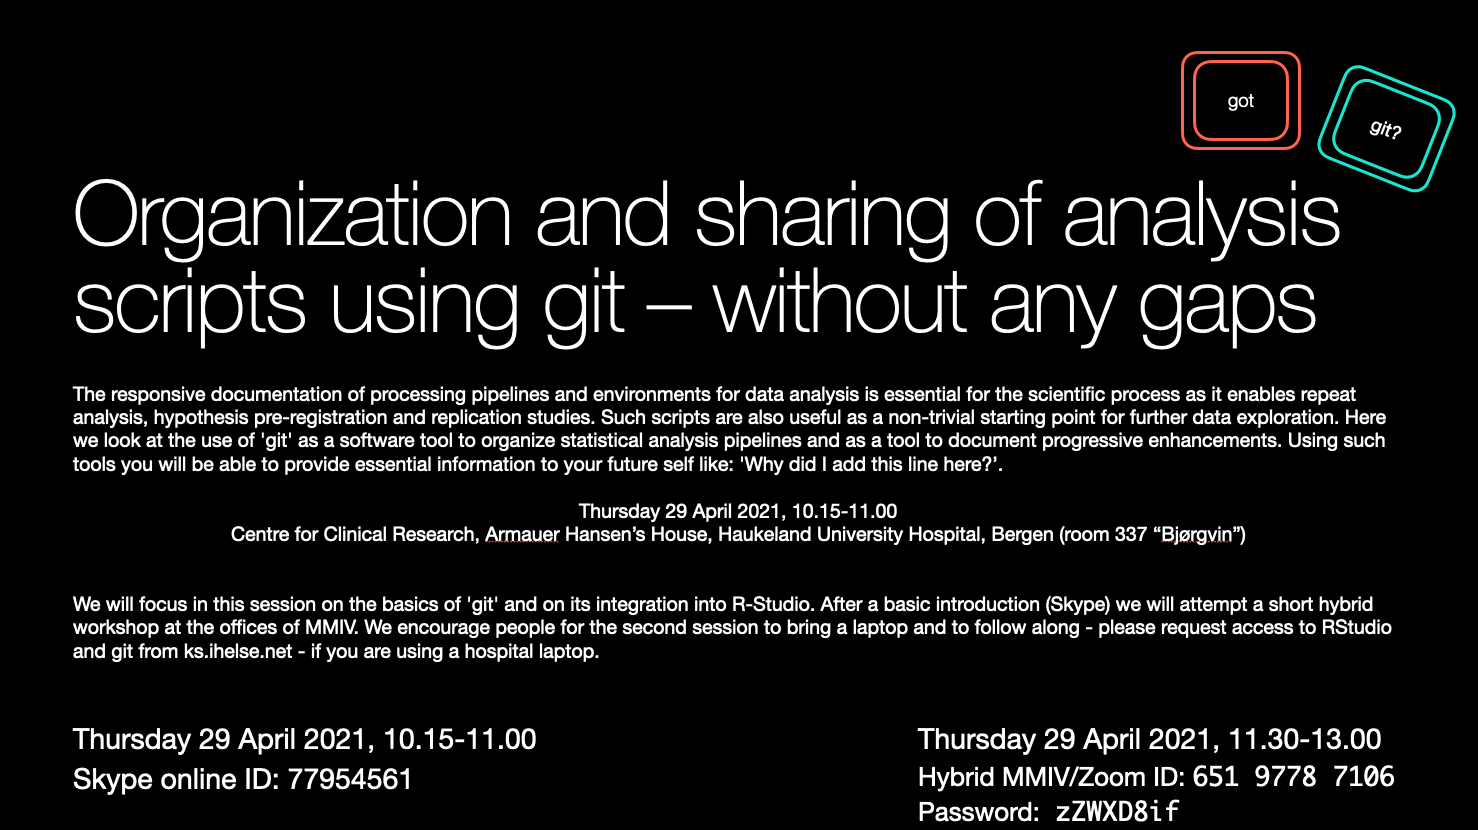 got
git?
Organization and sharing of analysis
scripts using git – without any gaps
The responsive documentation of processing pipelines and environments for data analysis is essential for the scientific process as it enables repeat
analysis, hypothesis pre-registration and replication studies. Such scripts are also useful as a non-trivial starting point for further data exploration. Here
we look at the use of 'git' as a software tool to organize statistical analysis pipelines and as a tool to document progressive enhancements. Using such
tools you will be able to provide essential information to your future self like: 'Why did I add this line here?’.
Thursday 29 April 2021, 10.15-11.00
Centre for Clinical Research, Armauer Hansen’s House, Haukeland University Hospital, Bergen (room 337 “Bjørgvin”)
We will focus in this session on the basics of 'git' and on its integration into R-Studio. After a basic introduction (Skype) we will attempt a short hybrid
workshop at the offices of MMIV. We encourage people for the second session to bring a laptop and to follow along - please request access to RStudio
and git from ks.ihelse.net - if you are using a hospital laptop.
Thursday 29 April 2021, 10.15-11.00
Skype online ID: 77954561
Thursday 29 April 2021, 11.30-13.00
Hybrid MMIV/Zoom ID: 651 9778 7106
Password: zZWXD8if